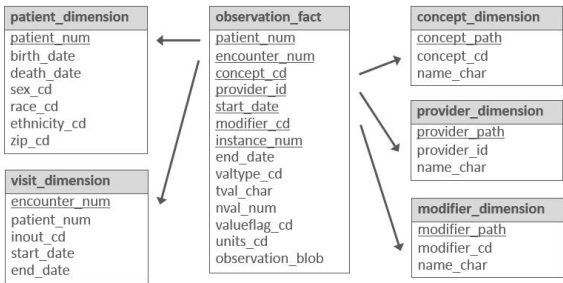 patient_dimension
patient_num
birth_date
death_date
sex_cd
race_cd
ethnicity_cd
zip_cd
visit_dimension
encounter_num
patient_num
inout_cd
start_date
end_date
observation_fact
patient_num
encounter_num
concept_cd
provider_id
start_date
modifier_cd
instance_num
end_date
valtype_cd
tval_char
nval_num
valueflag_cd
units_cd
observation_blob
concept_dimension
concept_path
concept_cd
name_char
provider_dimension
provider_path
provider_id
name_char
modifier_dimension
modifier_path
modifier_cd
name_char